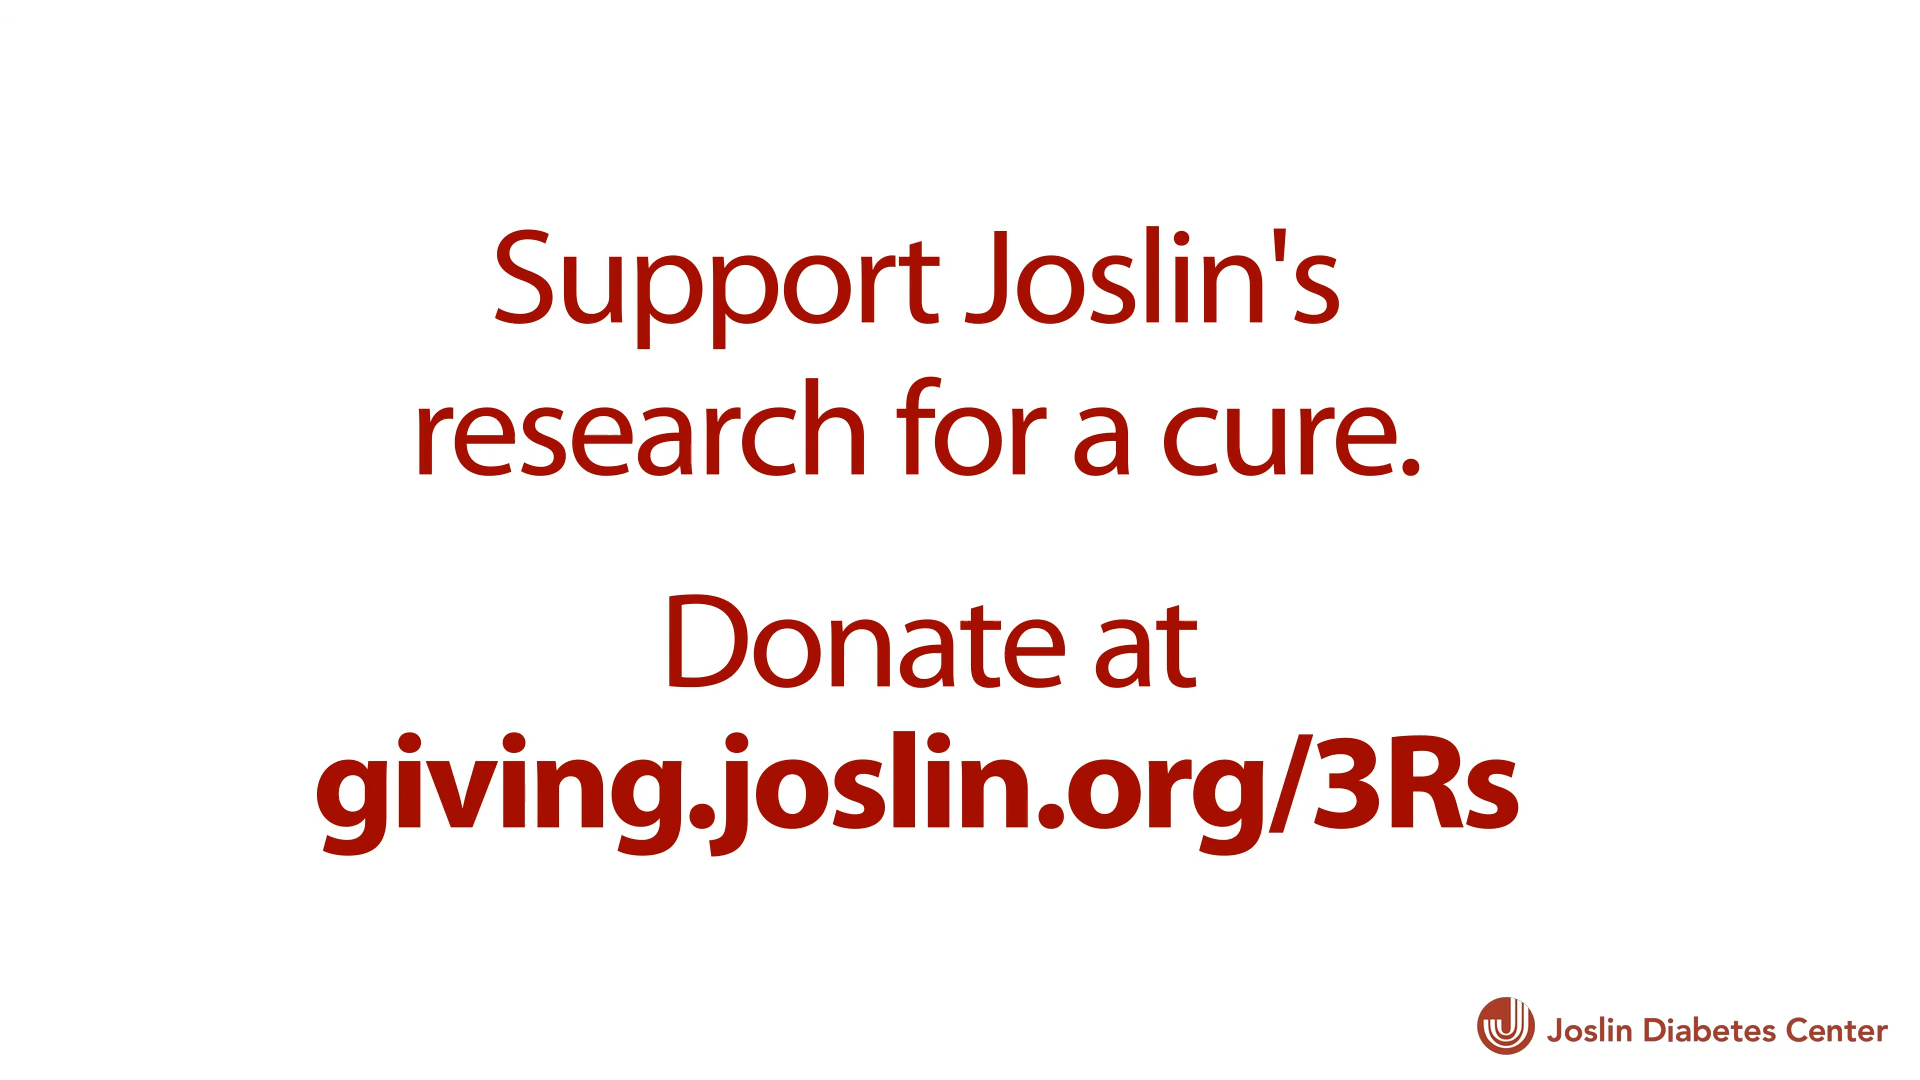 Support Joslin's
research for a cure.
Donate at
giving.joslin.org/3Rs
Joslin Diabetes Center